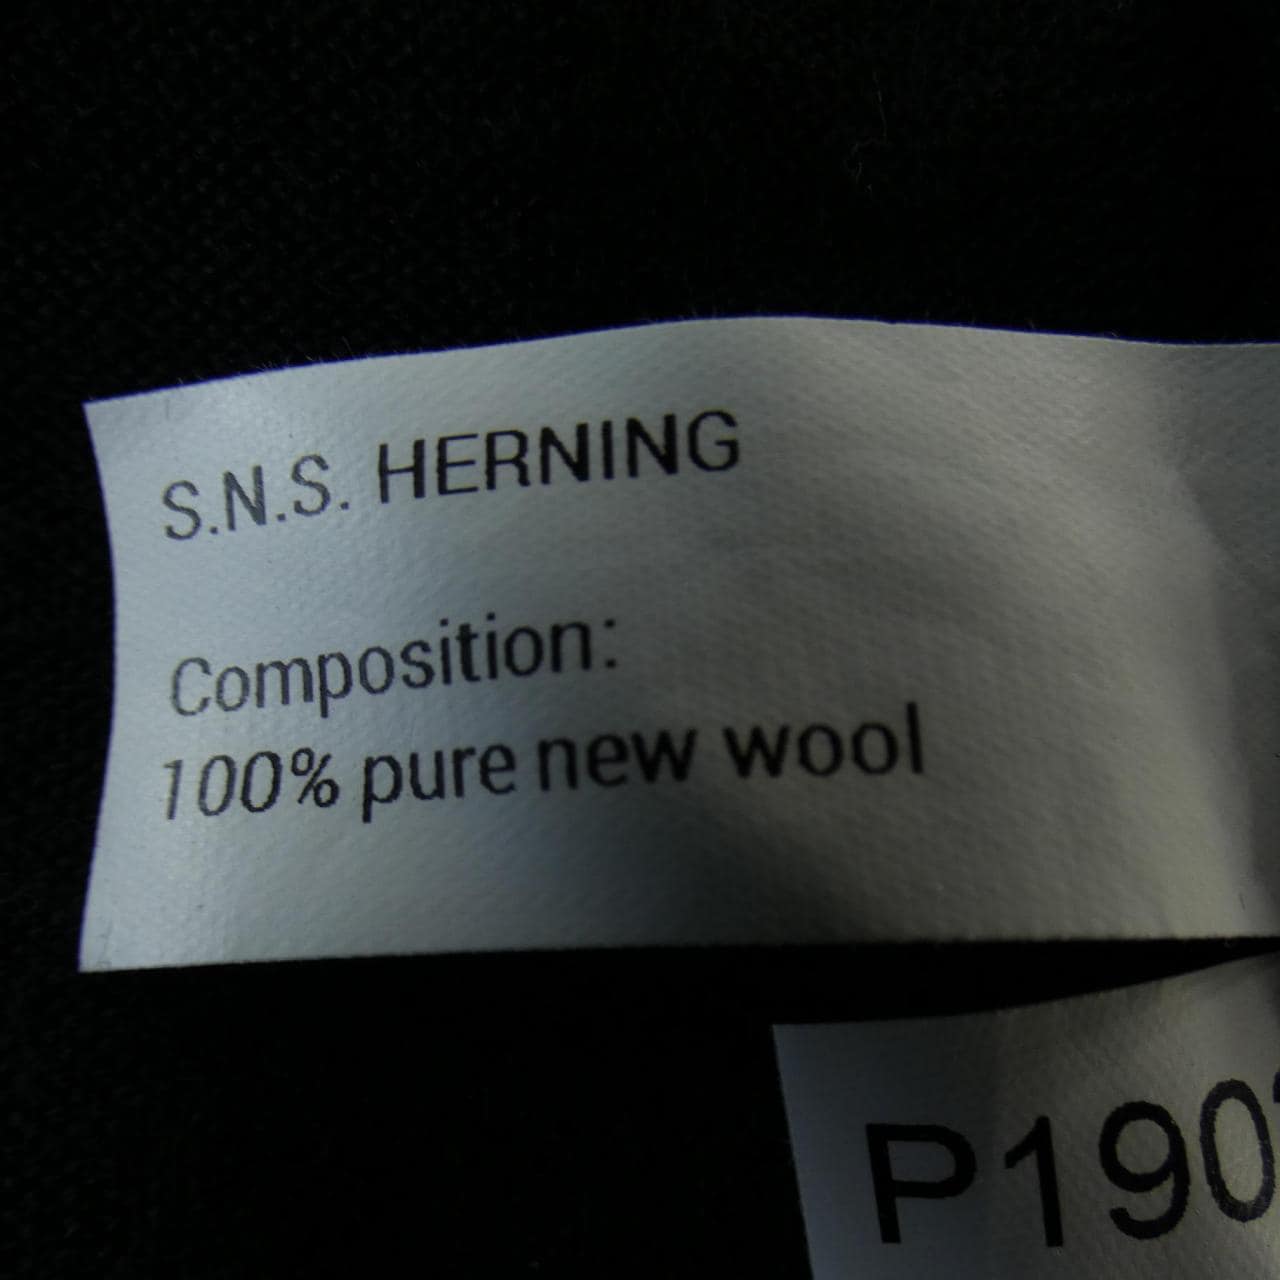 S.N.S. HERNING
Composition:
100% pure new wool
P190